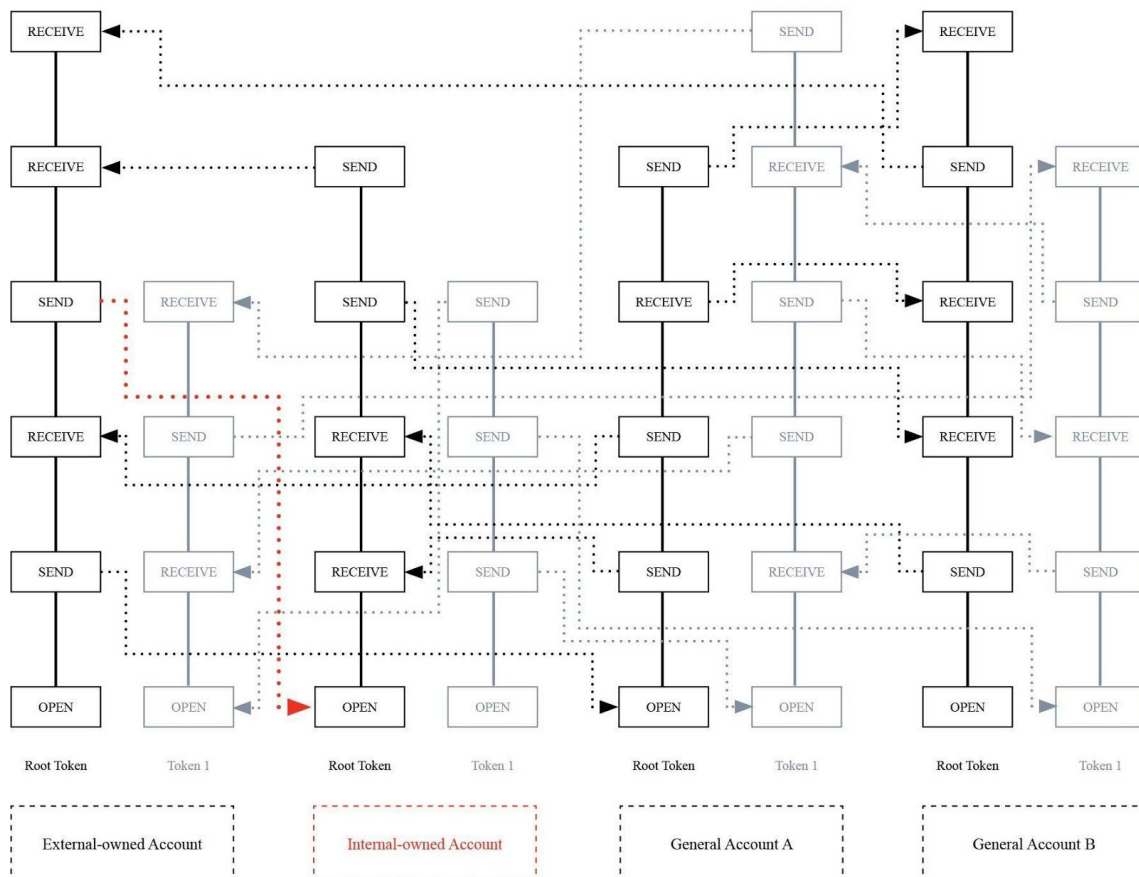 RECEIVE SEND RECEIVE
RECEIVE SEND SEND RECEIVE SEND RECEIVE
SEND RECEIVE SEND SEND RECEIVE SEND RECEIVE SEND
RECEIVE SEND RECEIVE SEND SEND SEND RECEIVE RECEIVE
SEND RECEIVE RECEIVE SEND SEND RECEIVE SEND SEND
OPEN OPEN OPEN OPEN OPEN OPEN OPEN OPEN
Root Token Token 1 Root Token Token 1 Root Token Token 1 Root Token Token 1
External-owned Account Internal-owned Account General Account A General Account B